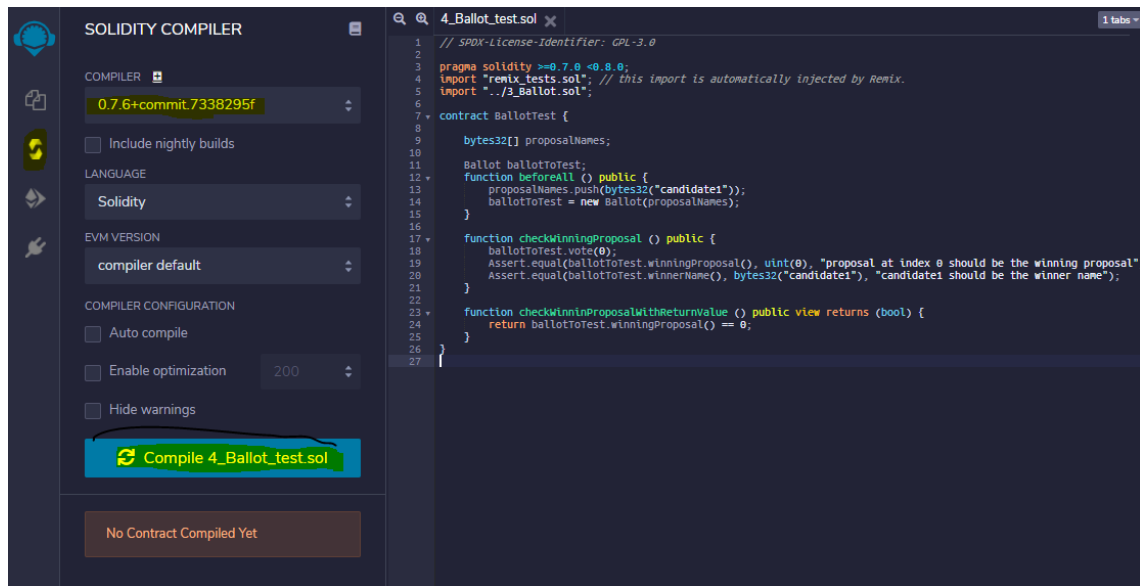 SOLIDITY COMPILER
COMPILER
0.7.6+commit.7338295f
Include nightly builds
LANGUAGE
Solidity
EVM VERSION
compiler default
COMPILER CONFIGURATION
Auto compile
Enable optimization 200
Hide warnings
Compile 4_Ballot_test.sol
No Contract Compiled Yet
4_Ballot_test.sol
1 tabs
1 // SPDX-License-Identifier: GPL-3.0
2
3 pragma solidity >=0.7.0 <0.8.0;
4 import "remix_tests.sol"; // this import is automatically injected by Remix.
5 import "../3_Ballot.sol";
6
7 contract BallotTest {
8
9 bytes32[] proposalNames;
10
11 Ballot ballotToTest;
12 function beforeAll () public {
13 proposalNames.push(bytes32("candidate1"));
14 ballotToTest = new Ballot(proposalNames);
15 }
16
17 function checkWinningProposal () public {
18 ballotToTest.vote(0);
19 Assert.equal(ballotToTest.winningProposal(), uint(0), "proposal at index 0 should be the winning proposal"
20 Assert.equal(ballotToTest.winnerName(), bytes32("candidate1"), "candidate1 should be the winner name");
21 }
22
23 function checkWinninProposalWithReturnValue () public view returns (bool) {
24 return ballotToTest.winningProposal() == 0;
25 }
26 }
27